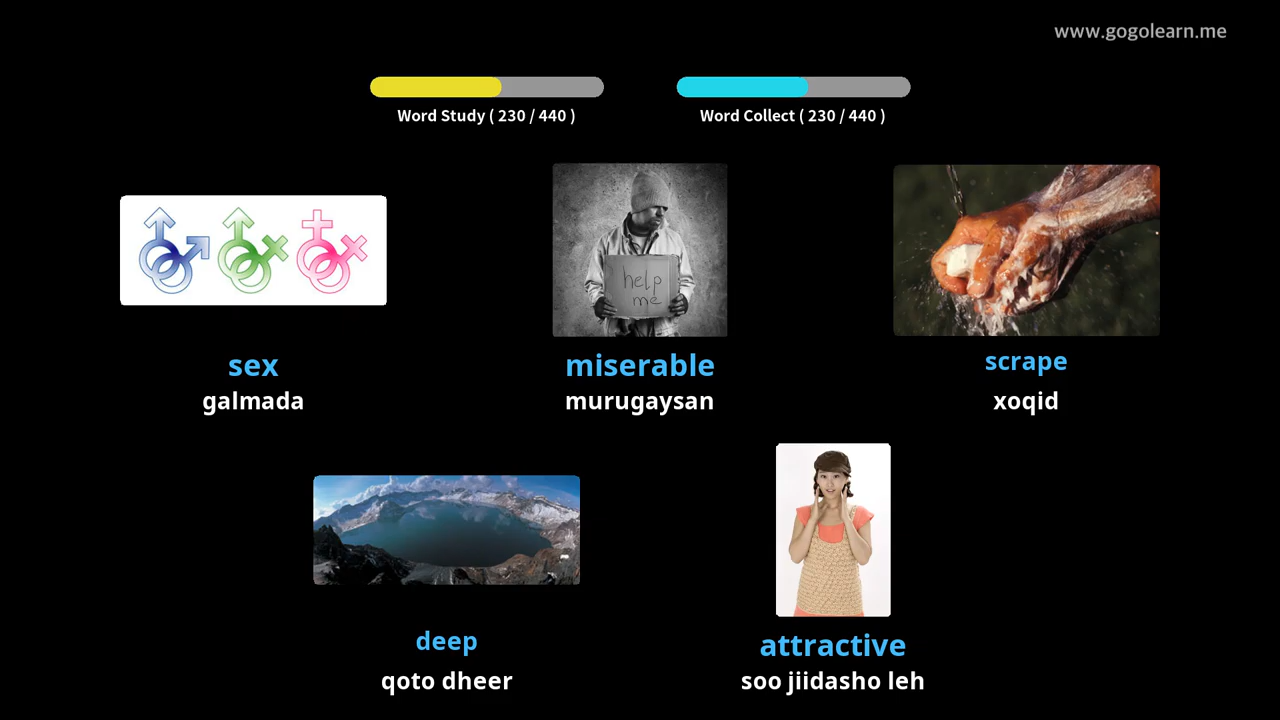 www.gogolearn.me
Word Study ( 230 / 440 )
Word Collect ( 230 / 440 )
help
me
sex
galmada
miserable
murugaysan
scrape
xoqid
deep
qoto dheer
attractive
soo jiidasho leh